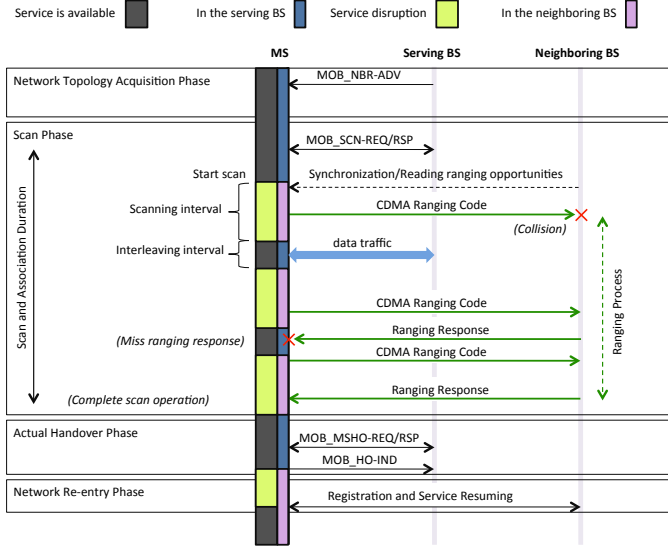 Service is available
In the serving BS
Service disruption
In the neighboring BS
MS
Serving BS
Neighboring BS
Network Topology Acquisition Phase
MOB_NBR-ADV
Scan Phase
MOB_SCN-REQ/RSP
Start scan
Synchronization/Reading ranging opportunities
Scanning interval
CDMA Ranging Code
(Collision)
Interleaving interval
data traffic
Scan and Association Duration
Ranging Process
CDMA Ranging Code
(Miss ranging response)
Ranging Response
CDMA Ranging Code
(Complete scan operation)
Ranging Response
Actual Handover Phase
MOB_MSHO-REQ/RSP
MOB_HO-IND
Network Re-entry Phase
Registration and Service Resuming